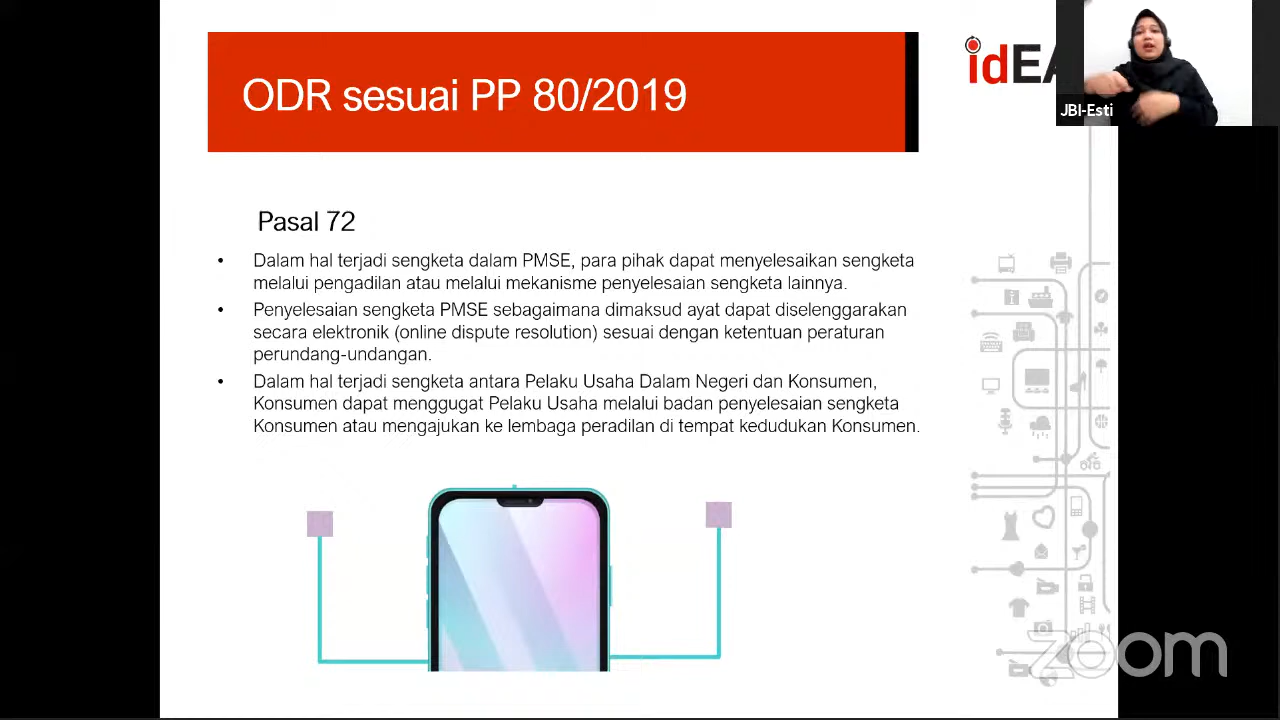 ODR sesuai PP 80/2019
idEA
JBI-Esti
Pasal 72
• Dalam hal terjadi sengketa dalam PMSE, para pihak dapat menyelesaikan sengketa
melalui pengadilan atau melalui mekanisme penyelesaian sengketa lainnya.
• Penyelesaian sengketa PMSE sebagaimana dimaksud ayat dapat diselenggarakan
secara elektronik (online dispute resolution) sesuai dengan ketentuan peraturan
perundang-undangan.
• Dalam hal terjadi sengketa antara Pelaku Usaha Dalam Negeri dan Konsumen,
Konsumen dapat menggugat Pelaku Usaha melalui badan penyelesaian sengketa
Konsumen atau mengajukan ke lembaga peradilan di tempat kedudukan Konsumen.
zoom